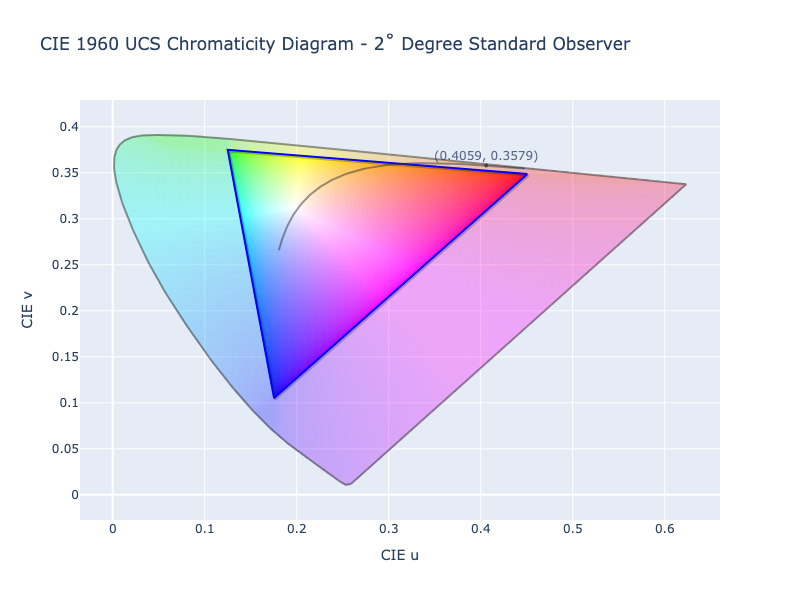 CIE 1960 UCS Chromaticity Diagram - 2˚ Degree Standard Observer
(0.4059, 0.3579)
0.4
0.35
0.3
0.25
0.2
0.15
0.1
0.05
0
CIE v
0 0.1 0.2 0.3 0.4 0.5 0.6
CIE u